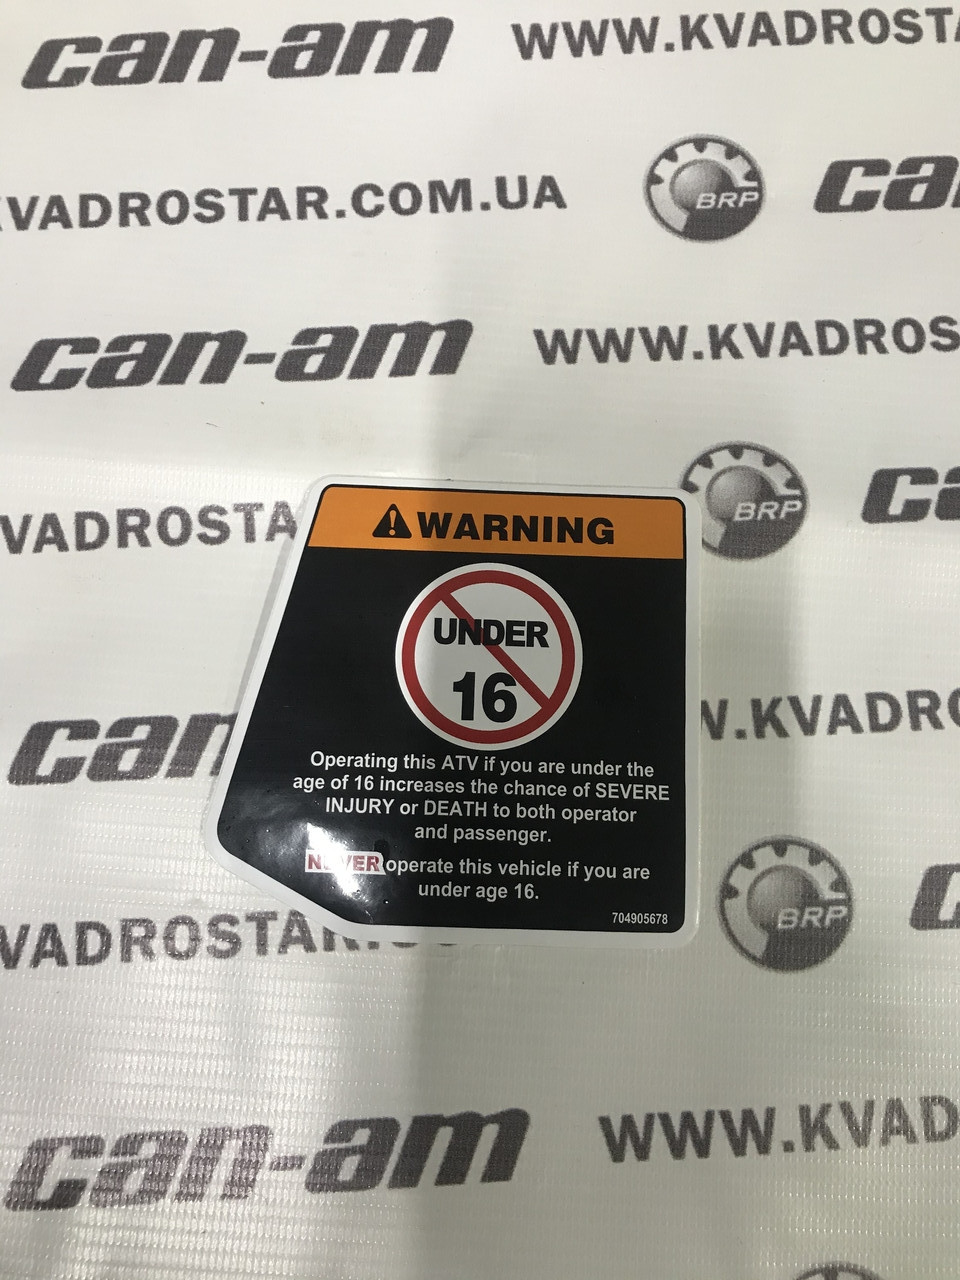 can-am WWW.KVADROSTA
KVADROSTAR.COM.UA BRP ca
can-am WWW.KVADROS
VADROSTA BRP c
WARNING
UNDER
16
can W.KVADRO
Operating this ATV if you are under the
age of 16 increases the chance of SEVERE
INJURY or DEATH to both operator
and passenger.
NEVER operate this vehicle if you are
under age 16.
704905678
VADROSTAR.CO BRP c
can-am WWW.KVAD